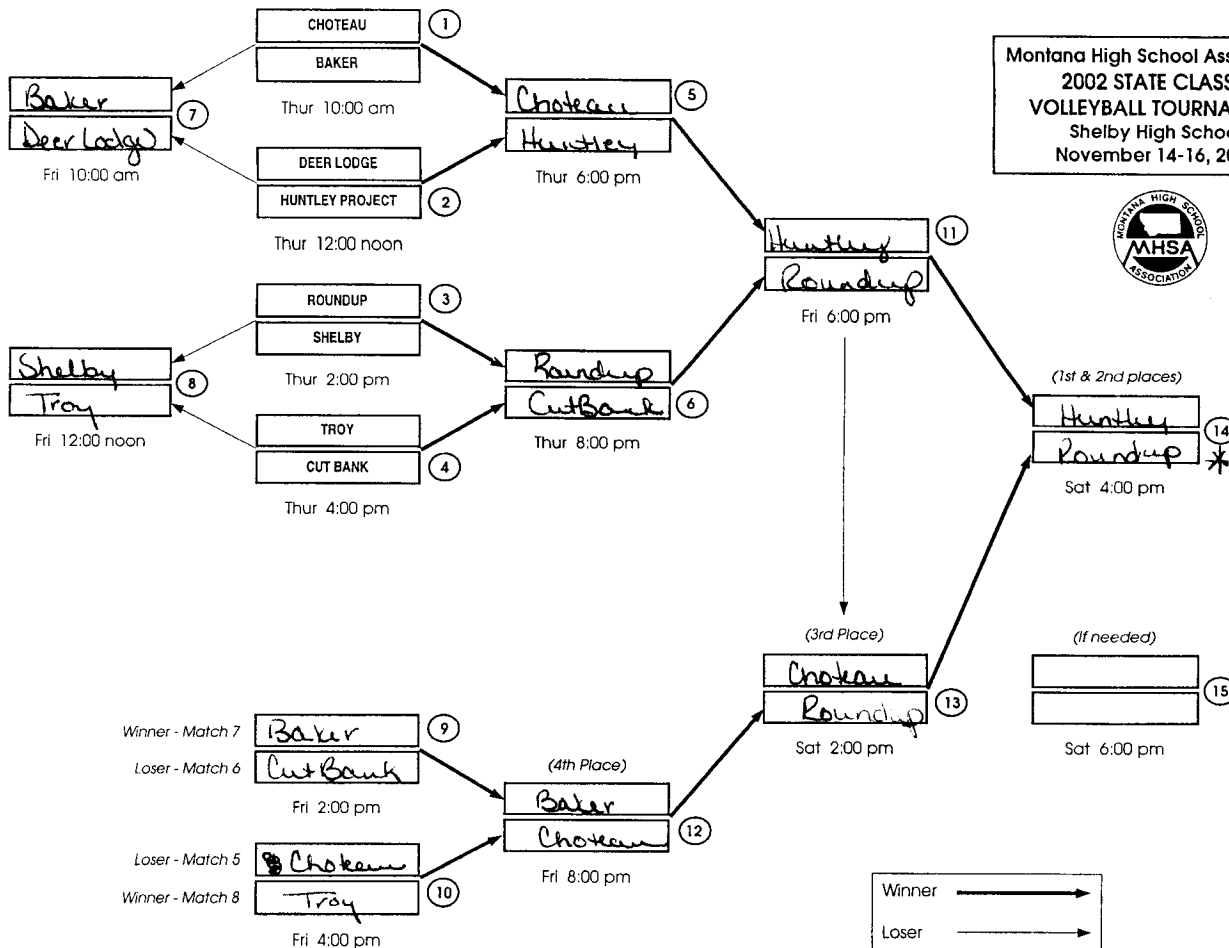 CHOTEAU
1
BAKER
Thur 10:00 am
Baker
7
Deer Lodge
Fri 10:00 am
DEER LODGE
HUNTLEY PROJECT
2
Thur 12:00 noon
Choteau
5
Huntley
Thur 6:00 pm
Montana High School Ass
2002 STATE CLASS
VOLLEYBALL TOURNA
Shelby High Schoo
November 14-16, 20
MONTANA HIGH SCHOOL
MHSA
ASSOCIATION
Huntley
11
Roundup
Fri 6:00 pm
ROUNDUP
3
SHELBY
Thur 2:00 pm
Shelby
8
Troy
Fri 12:00 noon
TROY
CUT BANK
4
Thur 4:00 pm
Roundup
CutBank
6
Thur 8:00 pm
(1st & 2nd places)
Huntley
14
Roundup
*
Sat 4:00 pm
(3rd Place)
Choteau
Roundup
13
Sat 2:00 pm
(If needed)
15
Sat 6:00 pm
Winner - Match 7
Baker
9
Loser - Match 6
Cut Bank
Fri 2:00 pm
(4th Place)
Baker
Choteau
12
Fri 8:00 pm
Loser - Match 5
Choteau
Winner - Match 8
Troy
10
Fri 4:00 pm
Winner
Loser